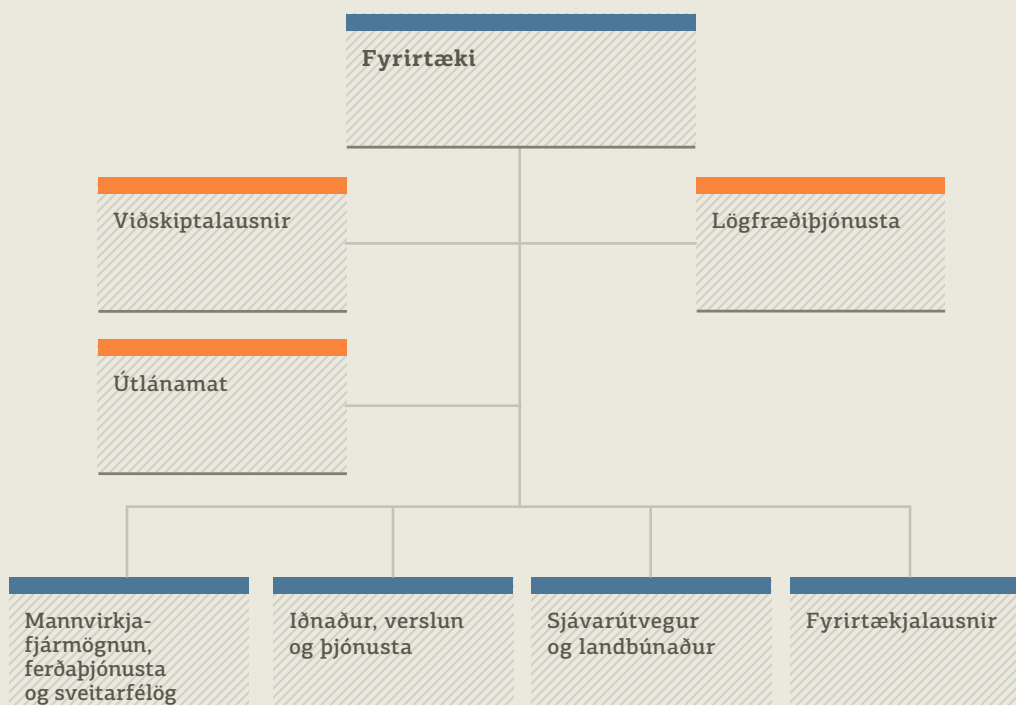 Fyrirtæki
Viðskiptalausnir
Lögfræðiþjónusta
Útlánamat
Mannvirkja-
fjármögnun,
ferðaþjónusta
og sveitarfélög
Iðnaður, verslun
og þjónusta
Sjávarútvegur
og landbúnaður
Fyrirtækjalausnir